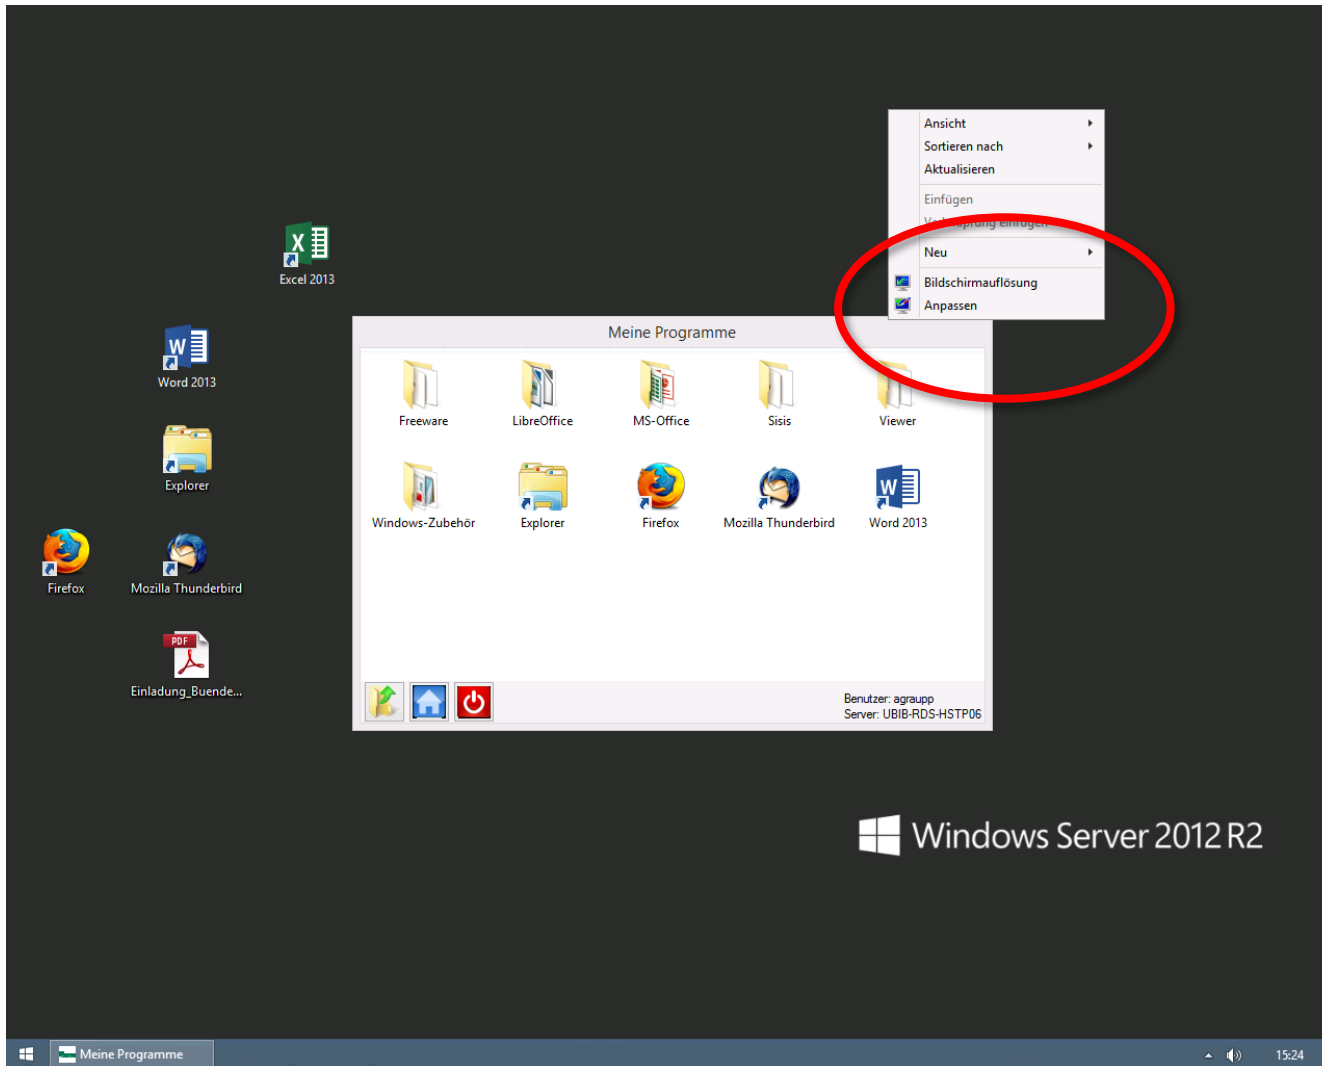 Ansicht
Sortieren nach
Aktualisieren
Einfügen
einfügen
Neu
Bildschirmauflösung
Anpassen
Excel 2013
Word 2013
Explorer
Firefox
Mozilla Thunderbird
PDF
Einladung_Buende...
Meine Programme
Freeware
LibreOffice
MS-Office
Sisis
Viewer
Windows-Zubehör
Explorer
Firefox
Mozilla Thunderbird
Word 2013
Benutzer: agraupp
Server: UBIB-RDS-HSTP06
Windows Server 2012 R2
Meine Programme
15:24